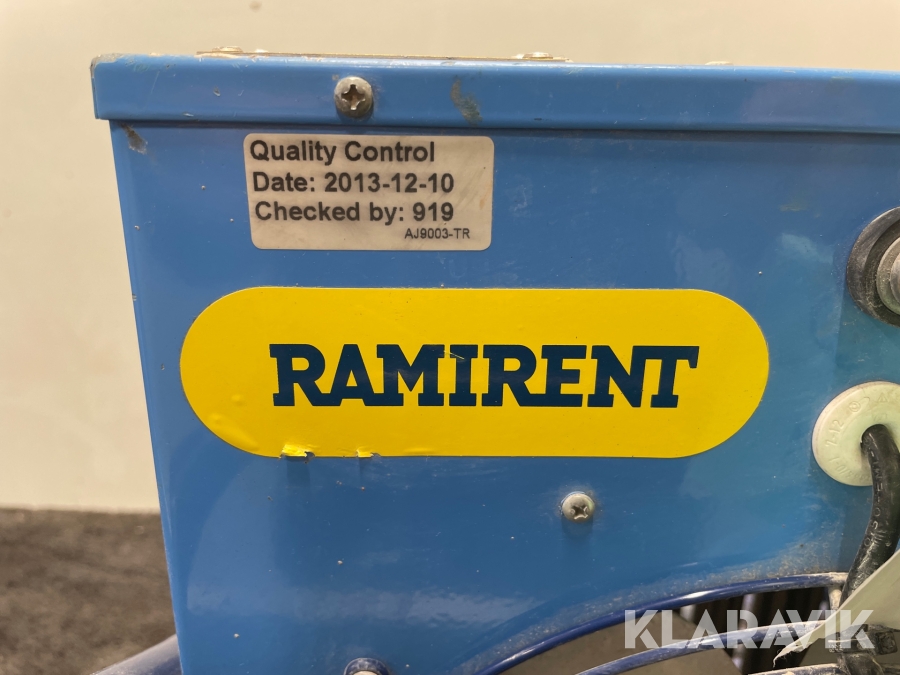 Quality Control
Date: 2013-12-10
Checked by: 919
AJ9003-TR
RAMIRENT
KLARAVIK